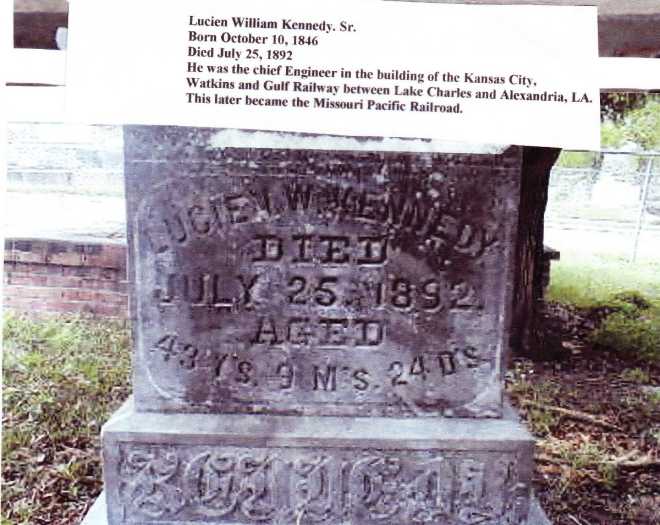 Lucien William Kennedy. Sr.
Born October 10, 1846
Died July 25, 1892
He was the chief Engineer in the building of the Kansas City,
Watkins and Gulf Railway between Lake Charles and Alexandria, LA.
This later became the Missouri Pacific Railroad.
LUCIEN. W. KENNEDY
DIED
JULY 25. 1892.
AGED
43 Y's. 9 M's. 24 D's.